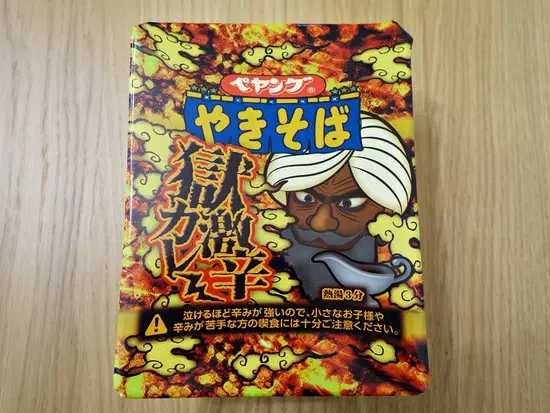 ペヤング®
やきそば
獄激辛
カレー
熱湯3分
泣けるほど辛みが強いので、小さなお子様や
辛みが苦手な方の喫食には十分ご注意ください。